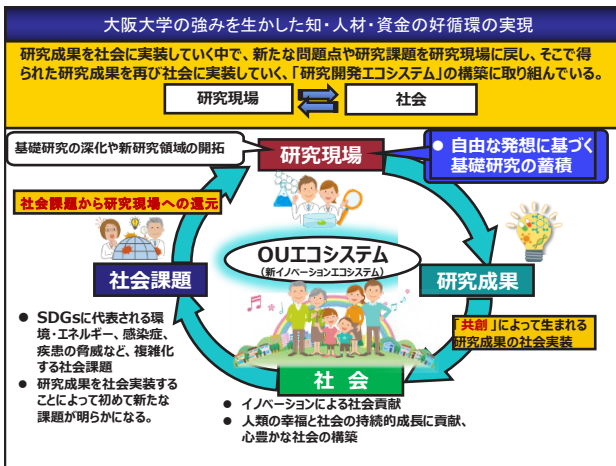 大阪大学の強みを生かした知・人材・資金の好循環の実現
研究成果を社会に実装していく中で、新たな問題点や研究課題を研究現場に戻し、そこで得
られた研究成果を再び社会に実装していく、「研究開発エコシステム」の構築に取り組んでいる。
研究現場
社会
基礎研究の深化や新研究領域の開拓
研究現場
● 自由な発想に基づく
基礎研究の蓄積
社会課題から研究現場への還元
OUエコシステム
（新イノベーションエコシステム）
社会課題
研究成果
● SDGsに代表される環
境・エネルギー、感染症、
疾患の脅威など、複雑化
する社会課題
● 研究成果を社会実装する
ことによって初めて新たな
課題が明らかになる。
「共創」によって生まれる
研究成果の社会実装
社 会
● イノベーションによる社会貢献
● 人類の幸福と社会の持続的成長に貢献、
心豊かな社会の構築